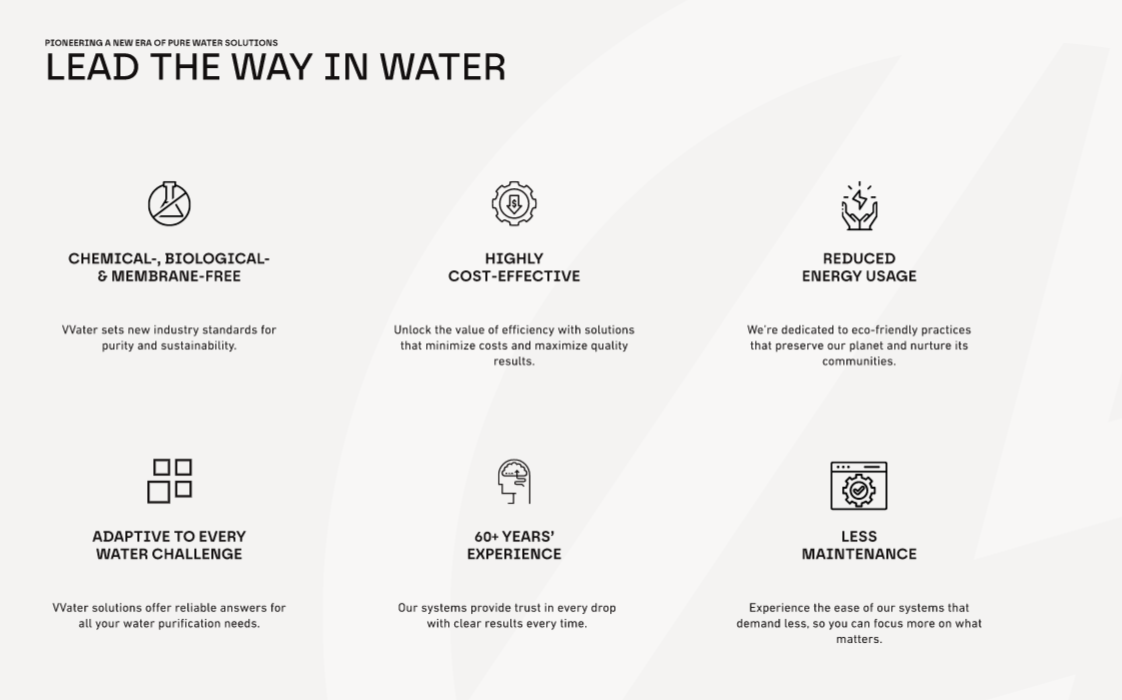 PIONEERING A NEW ERA OF PURE WATER SOLUTIONS
LEAD THE WAY IN WATER
CHEMICAL-, BIOLOGICAL-
& MEMBRANE-FREE
VVater sets new industry standards for
purity and sustainability.
HIGHLY
COST-EFFECTIVE
Unlock the value of efficiency with solutions
that minimize costs and maximize quality
results.
REDUCED
ENERGY USAGE
We're dedicated to eco-friendly practices
that preserve our planet and nurture its
communities.
ADAPTIVE TO EVERY
WATER CHALLENGE
VVater solutions offer reliable answers for
all your water purification needs.
60+ YEARS'
EXPERIENCE
Our systems provide trust in every drop
with clear results every time.
LESS
MAINTENANCE
Experience the ease of our systems that
demand less, so you can focus more on what
matters.